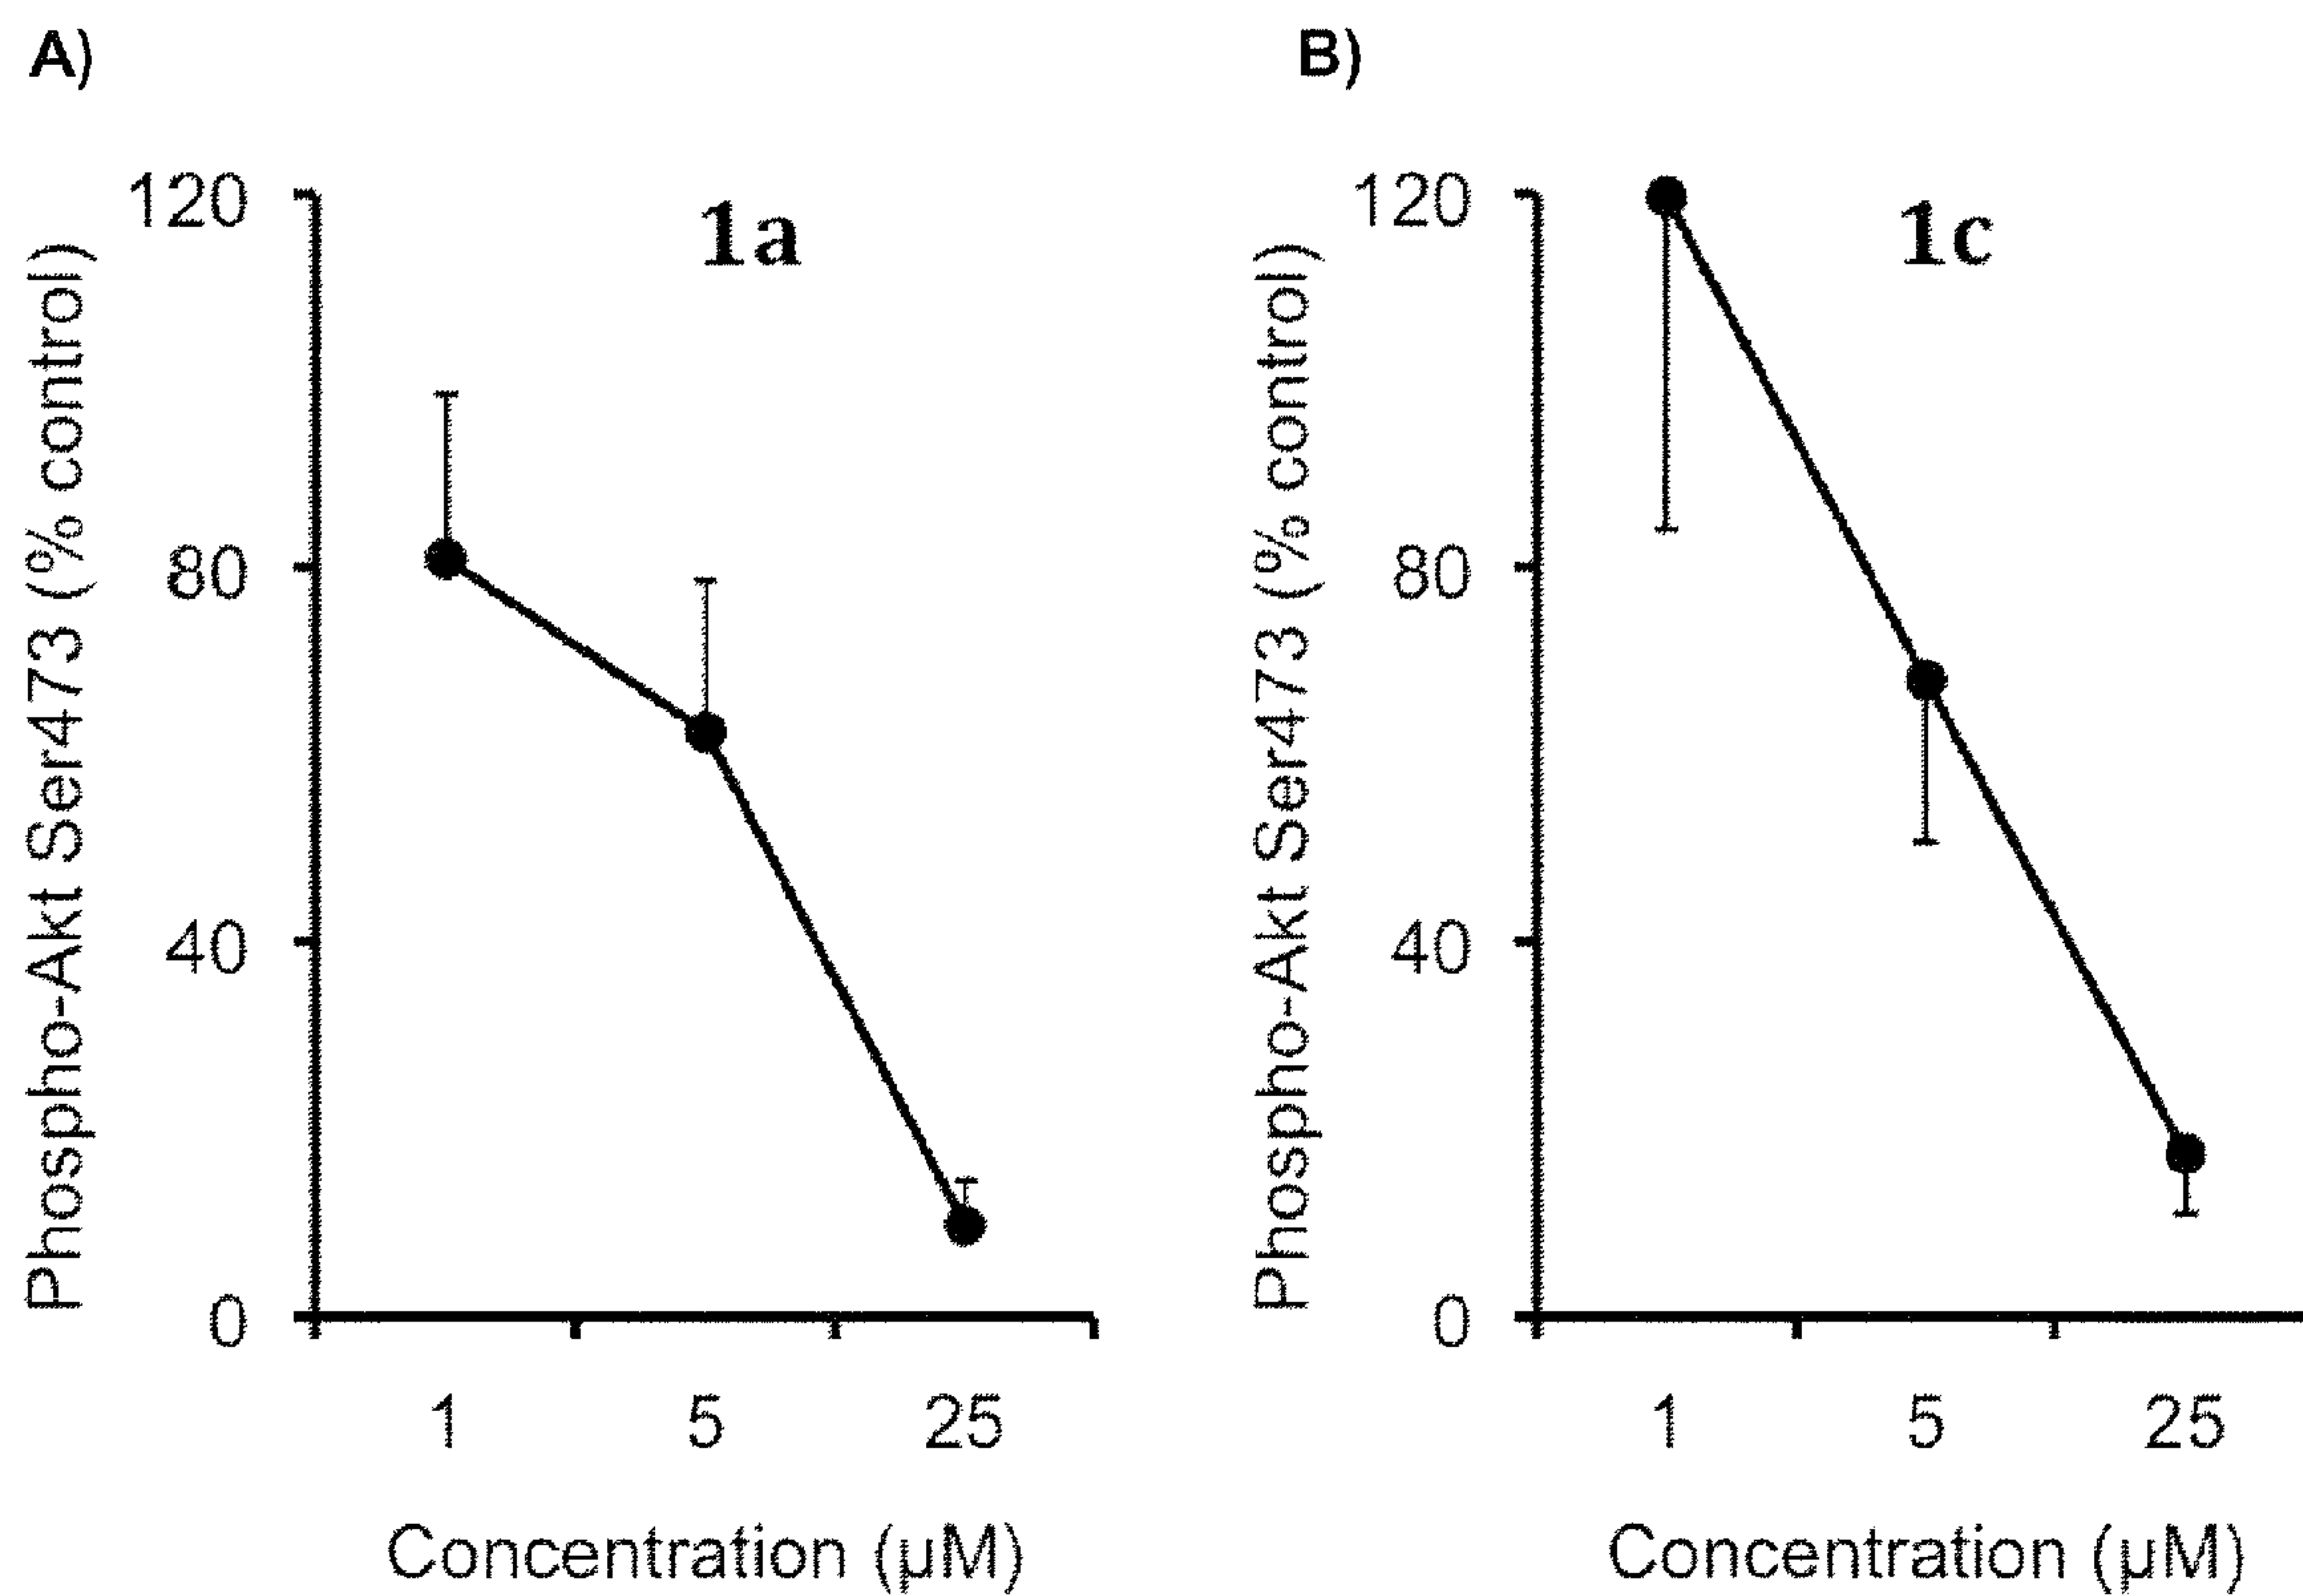 A)
1a
Phospho-Akt Ser473 (% control)
120
80
40
0
1 5 25
Concentration (µM)
B)
1c
Phospho-Akt Ser473 (% control)
120
80
40
0
1 5 25
Concentration (µM)